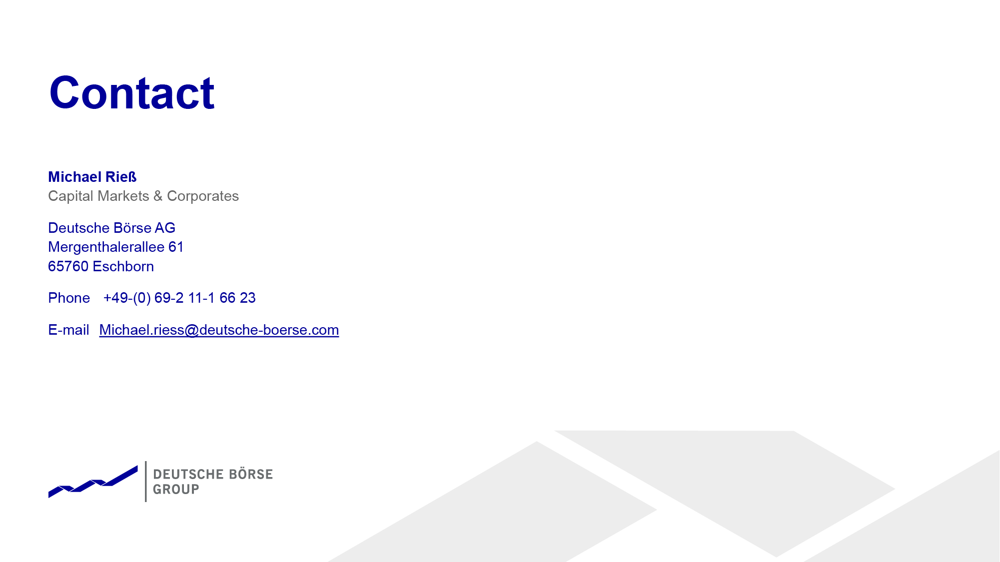 Contact
Michael Rieß
Capital Markets & Corporates
Deutsche Börse AG
Mergenthalerallee 61
65760 Eschborn
Phone +49-(0) 69-2 11-1 66 23
E-mail Michael.riess@deutsche-boerse.com
DEUTSCHE BÖRSE
GROUP